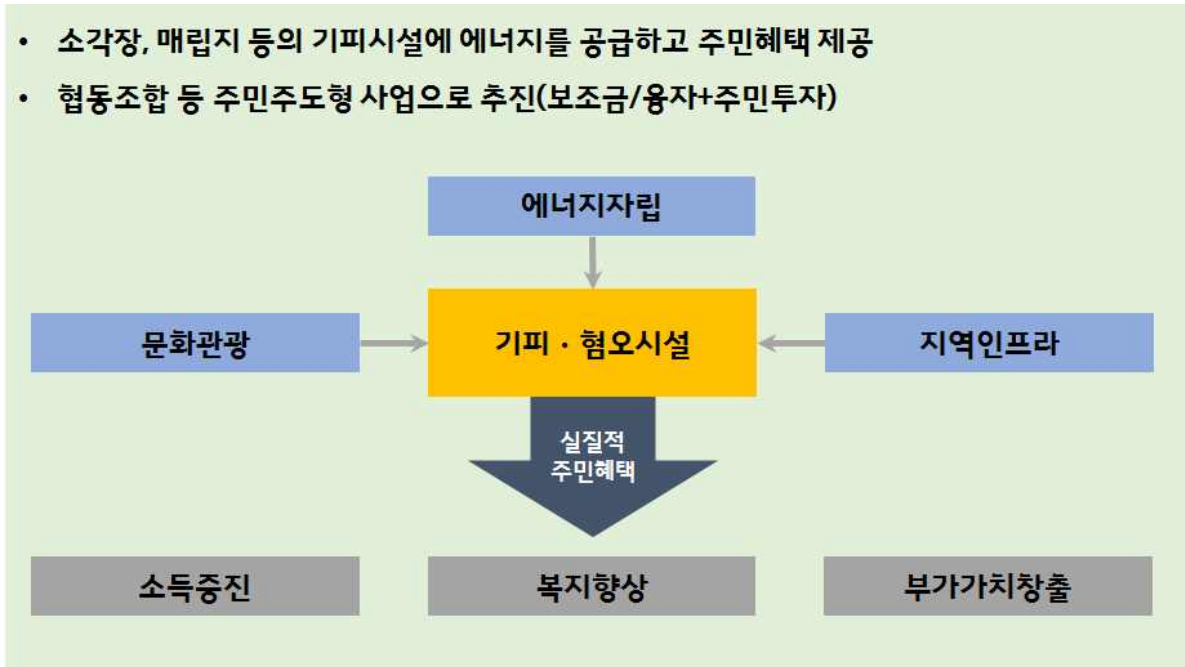 • 소각장, 매립지 등의 기피시설에 에너지를 공급하고 주민혜택 제공
• 협동조합 등 주민주도형 사업으로 추진(보조금/융자+주민투자)
에너지자립
문화관광
기피 · 혐오시설
지역인프라
실질적
주민혜택
소득증진
복지향상
부가가치창출